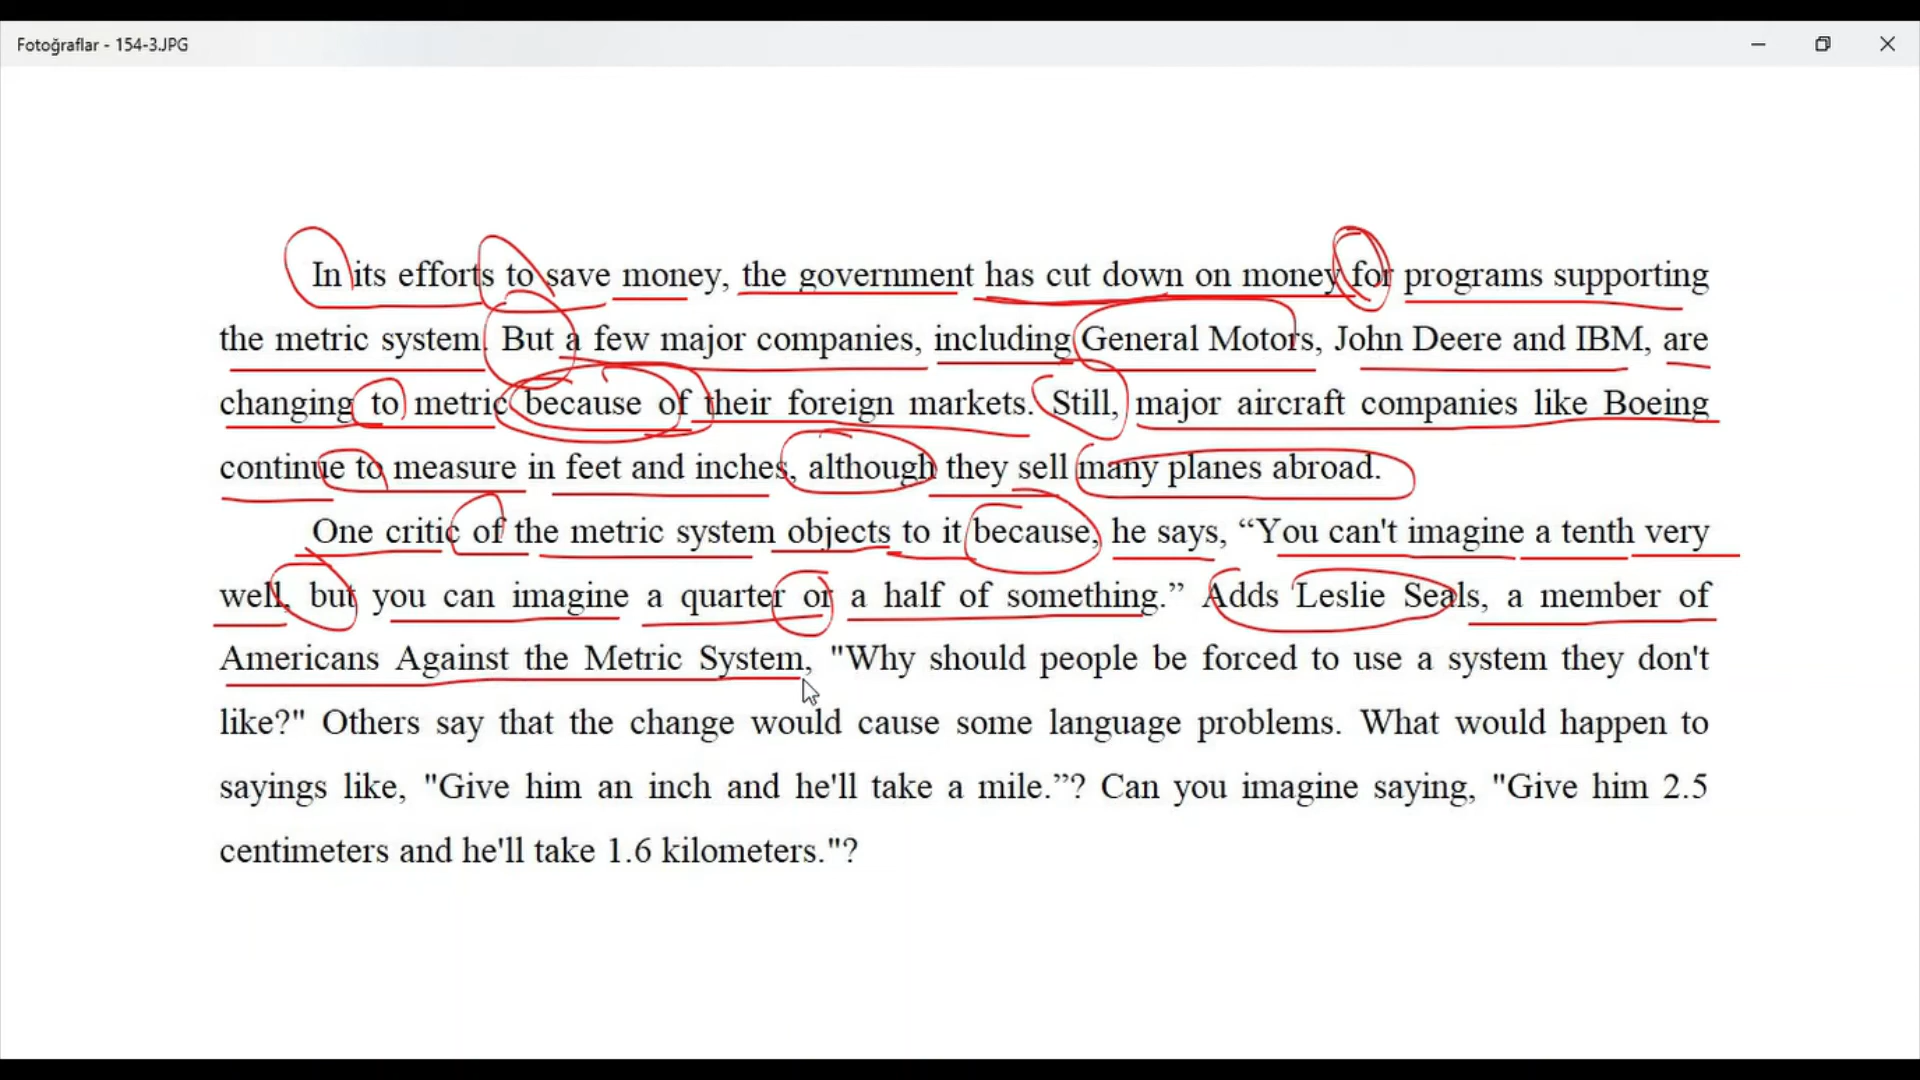 Fotoğraflar - 154-3.JPG
In its efforts to save money, the government has cut down on money for programs supporting
the metric system. But a few major companies, including General Motors, John Deere and IBM, are
changing to metric because of their foreign markets. Still, major aircraft companies like Boeing
continue to measure in feet and inches, although they sell many planes abroad.
One critic of the metric system objects to it because, he says, “You can't imagine a tenth very
well, but you can imagine a quarter or a half of something.” Adds Leslie Seals, a member of
Americans Against the Metric System, "Why should people be forced to use a system they don't
like?" Others say that the change would cause some language problems. What would happen to
sayings like, "Give him an inch and he'll take a mile.”? Can you imagine saying, "Give him 2.5
centimeters and he'll take 1.6 kilometers."?